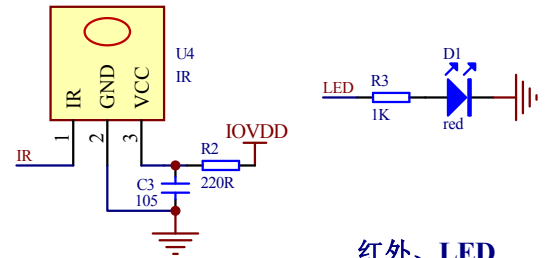 U4
IR
IR
GND
VCC
1
2
3
IR
IOVDD
R2
220R
C3
105
LED
R3
1K
D1
red
红外、LED